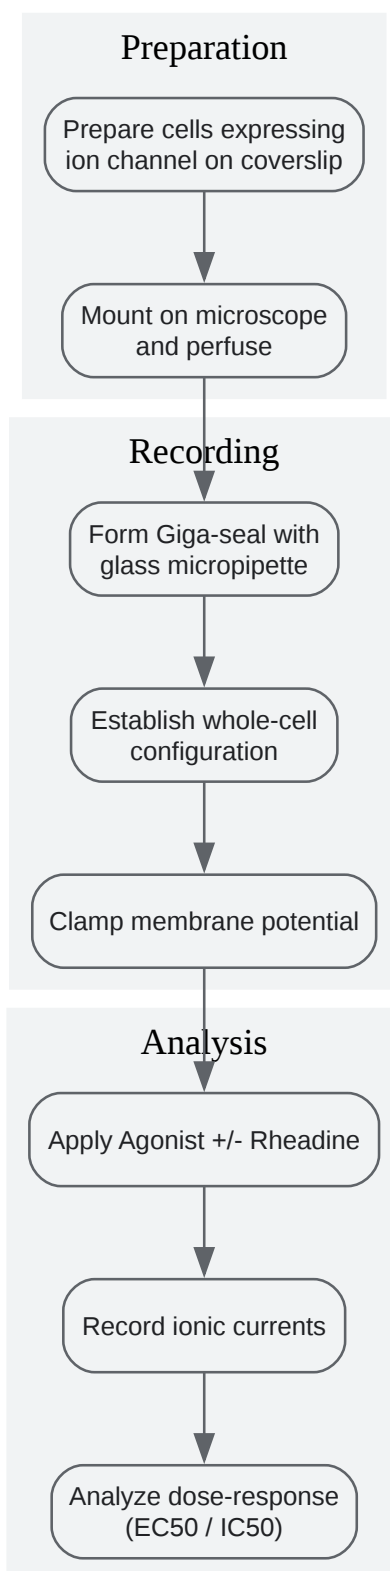 Preparation
Prepare cells expressing
ion channel on coverslip
Mount on microscope
and perfuse
Recording
Form Giga-seal with
glass micropipette
Establish whole-cell
configuration
Clamp membrane potential
Analysis
Apply Agonist +/- Rheadine
Record ionic currents
Analyze dose-response
(EC50 / IC50)